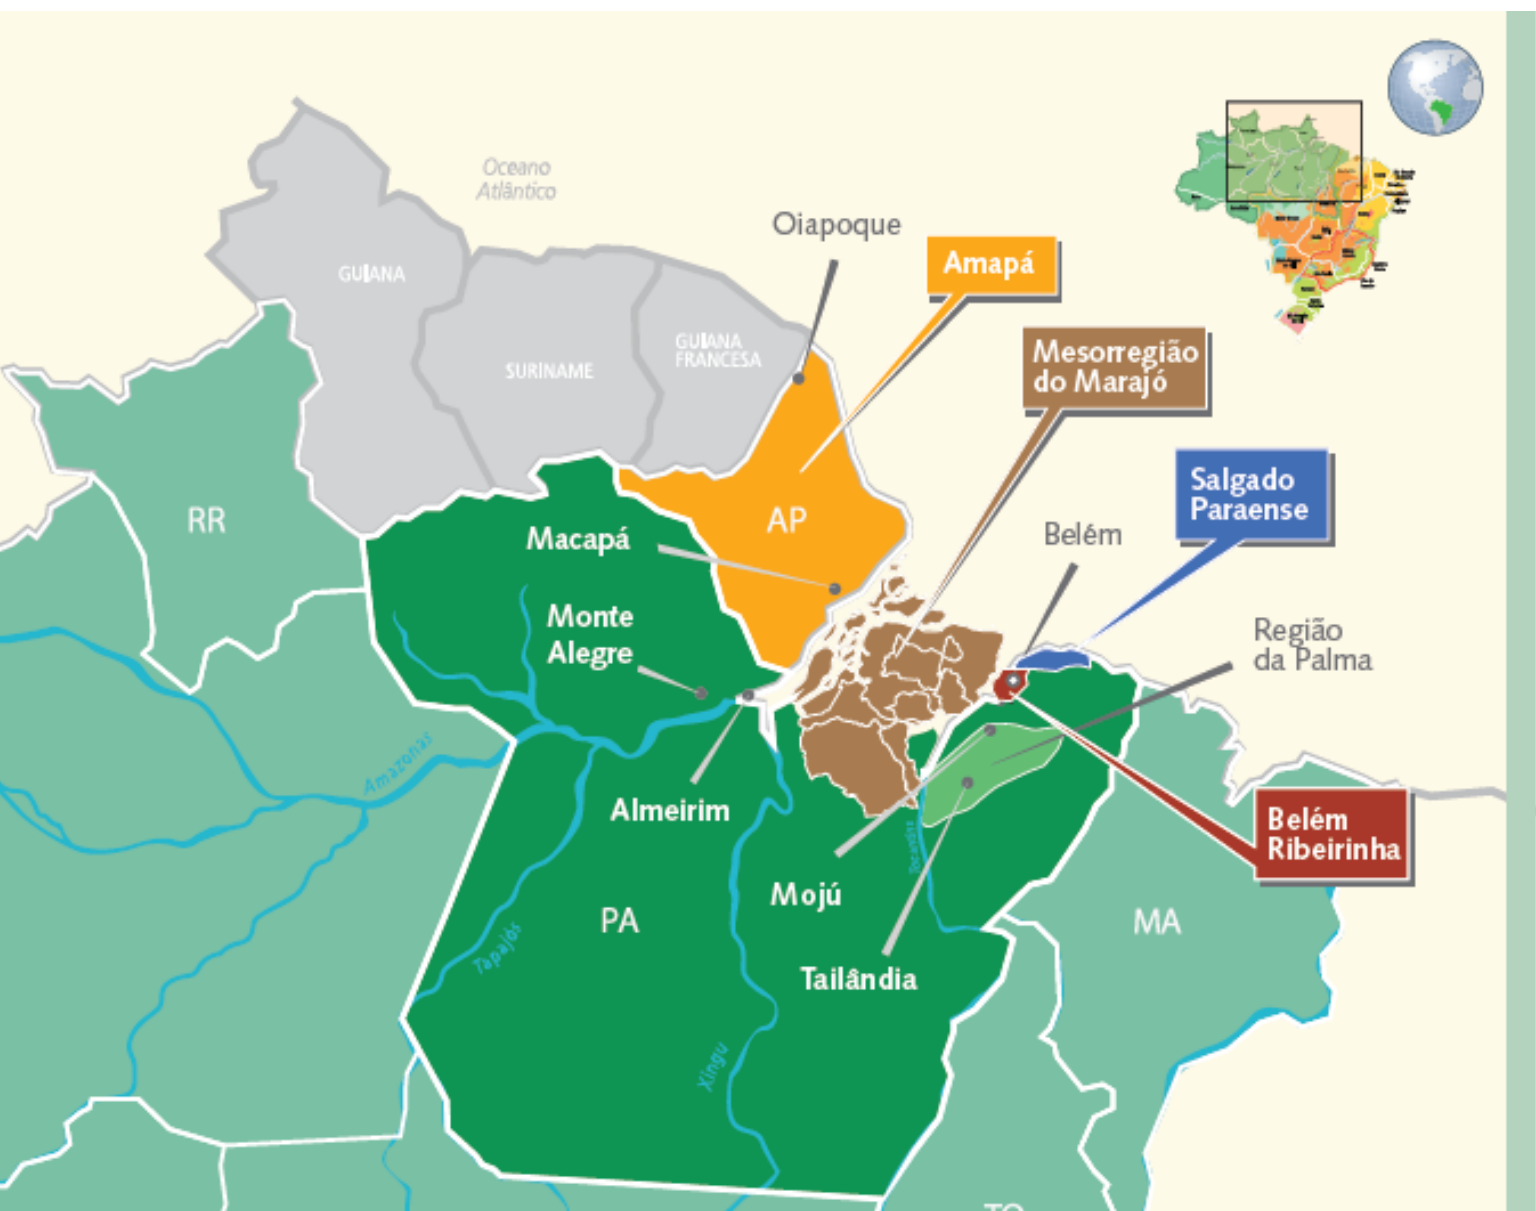 Oceano
Atlântico
Oiapoque
Amapá
GUIANA
SURINAME
GUIANA
FRANCESA
Mesorregião
do Marajó
Salgado
Paraense
RR
AP
Macapá
Belém
Monte
Alegre
Região
da Palma
Amazonas
Almeirim
Belém
Ribeirinha
Tocantins
Mojú
PA
MA
Tapajós
Tailândia
Xingu
TO